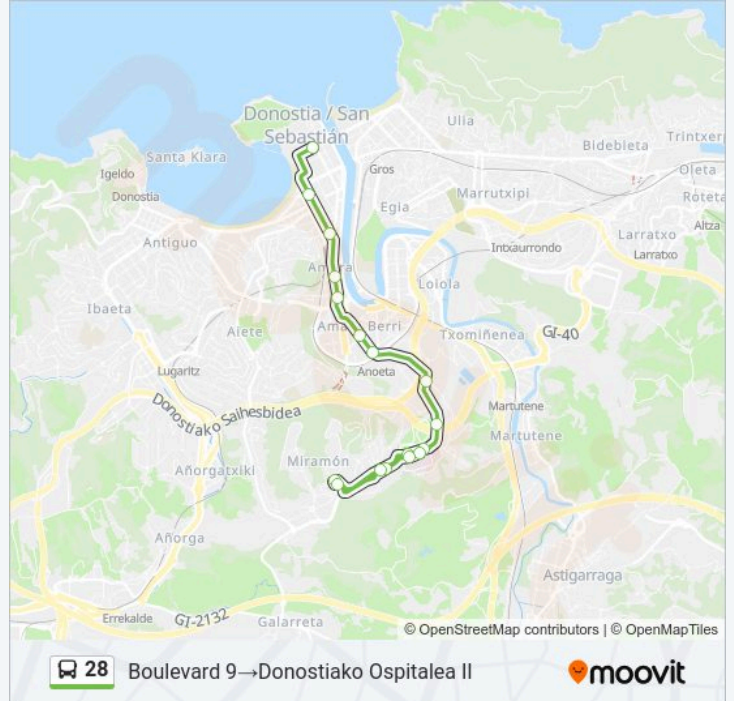 Donostia / San
Sebastián
Ulia
Bidebieta
Trintxer
Santa Klara
Gros
Oleta
Igeldo
Donostia
Marrutxipi
Roteta
Egia
Altza
Antiguo
Larratxo
Intxaurrondo
Larratxo
Loiola
Ibaeta
Aiete
Berri
Txomiñenea
GI-40
Lugaritz
Anoeta
Donostiako Saihesbidea
Martutene
Martutene
Miramón
Añorgatxiki
Añorga
Astigarraga
Errekalde
GI-2132
Galarreta
© OpenStreetMap contributors | © OpenMapTiles
28 Boulevard 9→Donostiako Ospitalea II
moovit